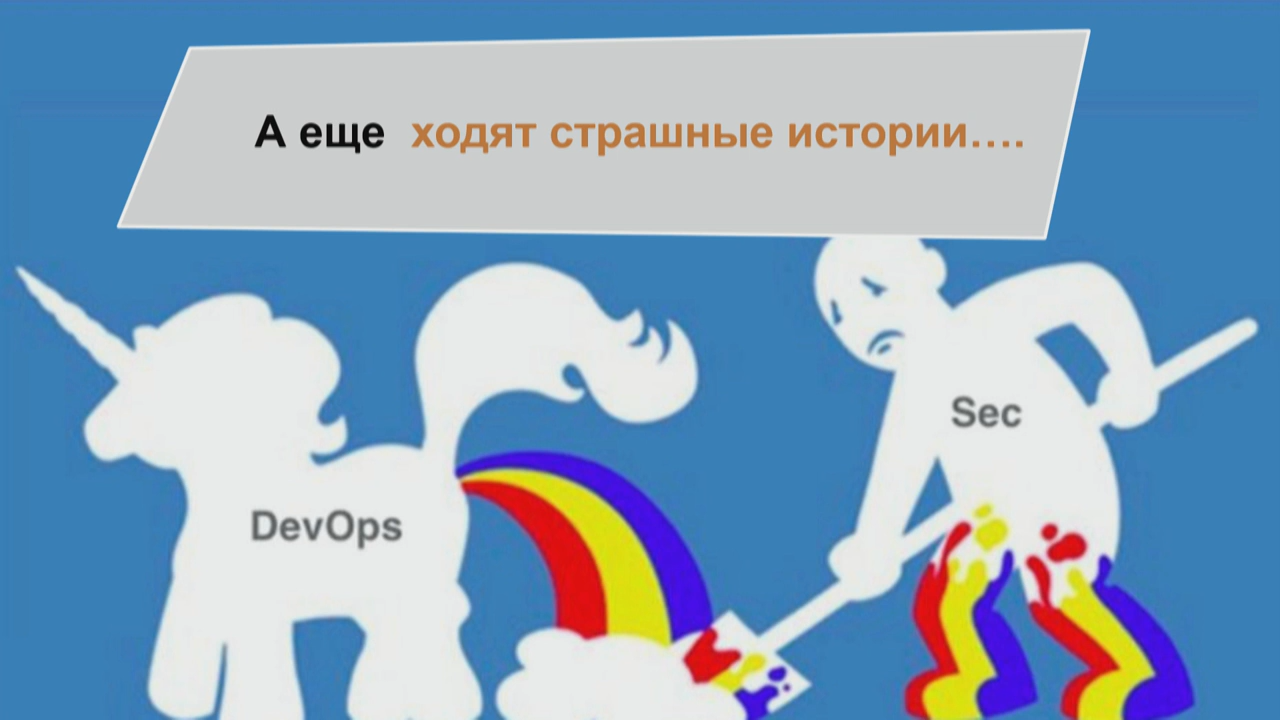 А еще ходят страшные истории….
Sec
DevOps